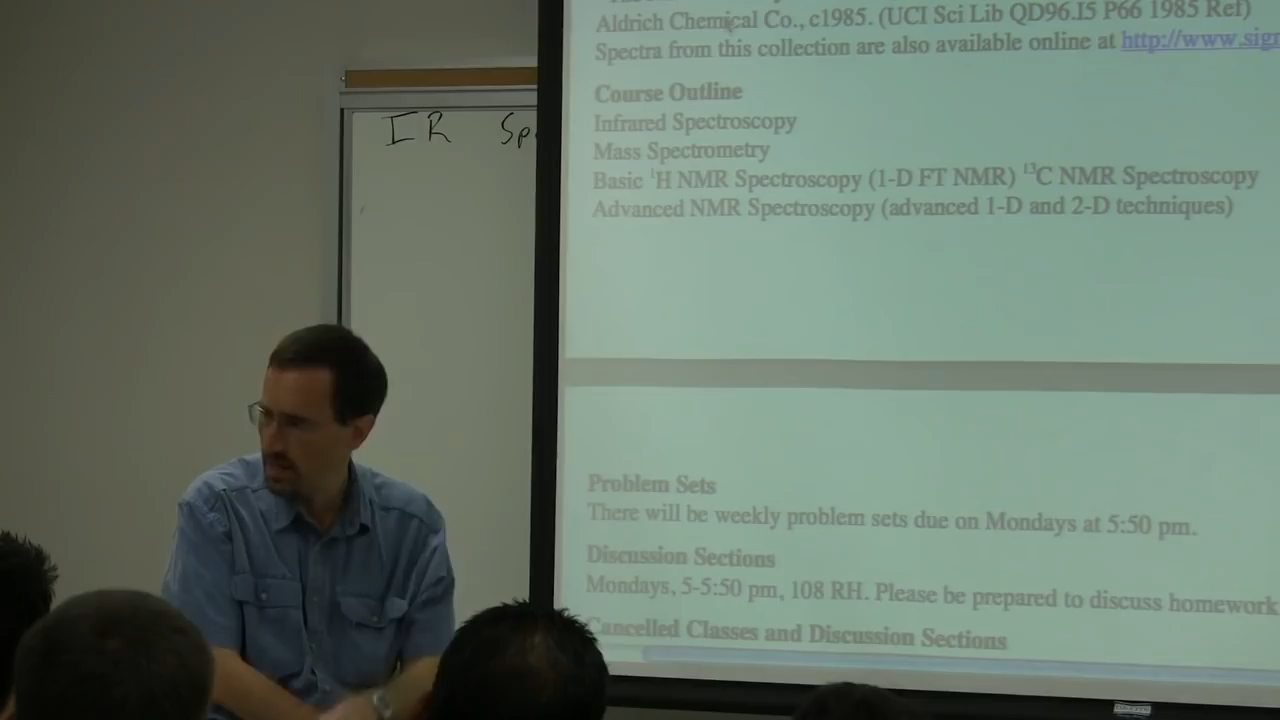 Aldrich Chemical Co., c1985. (UCI Sci Lib QD96.I5 P66 1985 Ref)
Spectra from this collection are also available online at http://www.sigm
Course Outline
IR Sp
Infrared Spectroscopy
Mass Spectrometry
Basic ¹H NMR Spectroscopy (1-D FT NMR) ¹³C NMR Spectroscopy
Advanced NMR Spectroscopy (advanced 1-D and 2-D techniques)
Problem Sets
There will be weekly problem sets due on Mondays at 5:50 pm.
Discussion Sections
Mondays, 5-5:50 pm, 108 RH. Please be prepared to discuss homework
Cancelled Classes and Discussion Sections